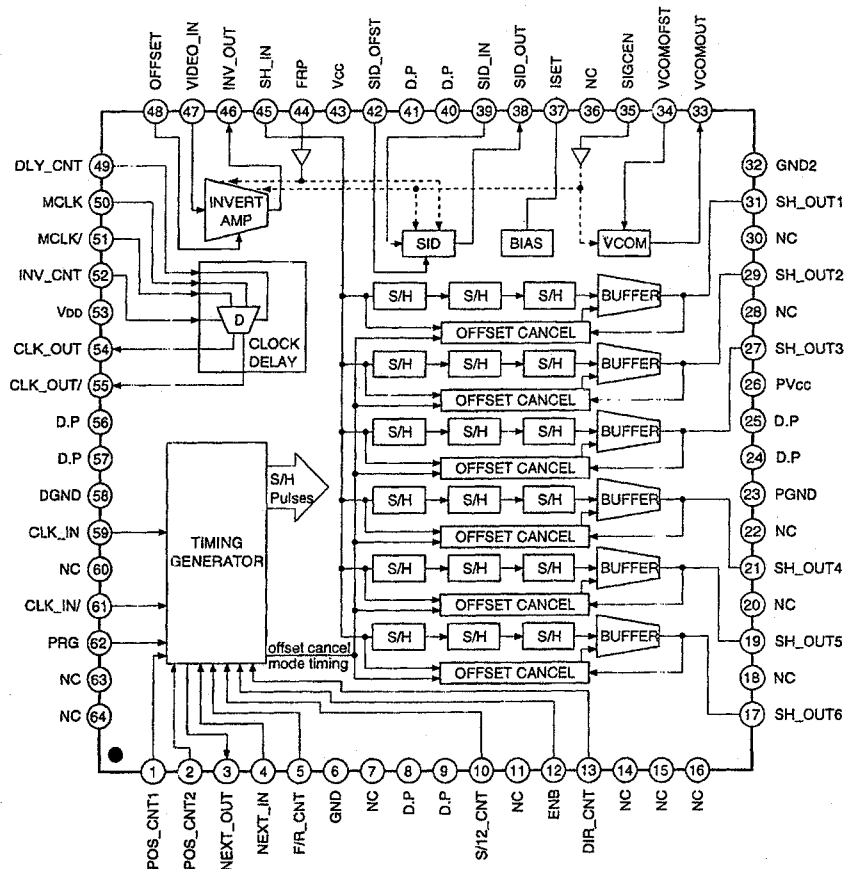 OFFSET
VIDEO_IN
INV_OUT
SH_IN
FRP
Vcc
SID_OFST
D.P
D.P
SID_IN
SID_OUT
ISET
NC
SIGCEN
VCOMOFST
VCOMOUT
48 47 46 45 44 43 42 41 40 39 38 37 36 35 34 33
DLY_CNT 49
MCLK 50
MCLK/ 51
INV_CNT 52
VDD 53
CLK_OUT 54
CLK_OUT/ 55
D.P 56
D.P 57
DGND 58
CLK_IN 59
NC 60
CLK_IN/ 61
PRG 62
NC 63
NC 64
INVERT
AMP
SID
BIAS
VCOM
D
CLOCK
DELAY
S/H S/H S/H BUFFER
OFFSET CANCEL
S/H S/H S/H BUFFER
OFFSET CANCEL
S/H S/H S/H BUFFER
OFFSET CANCEL
S/H S/H S/H BUFFER
OFFSET CANCEL
S/H S/H S/H BUFFER
OFFSET CANCEL
S/H S/H S/H BUFFER
OFFSET CANCEL
S/H
Pulses
TIMING
GENERATOR
offset cancel
mode timing
32 GND2
31 SH_OUT1
30 NC
29 SH_OUT2
28 NC
27 SH_OUT3
26 PVcc
25 D.P
24 D.P
23 PGND
22 NC
21 SH_OUT4
20 NC
19 SH_OUT5
18 NC
17 SH_OUT6
1 2 3 4 5 6 7 8 9 10 11 12 13 14 15 16
POS_CNT1
POS_CNT2
NEXT_OUT
NEXT_IN
F/R_CNT
GND
NC
D.P
D.P
S/12_CNT
NC
ENB
DIR_CNT
NC
NC
NC